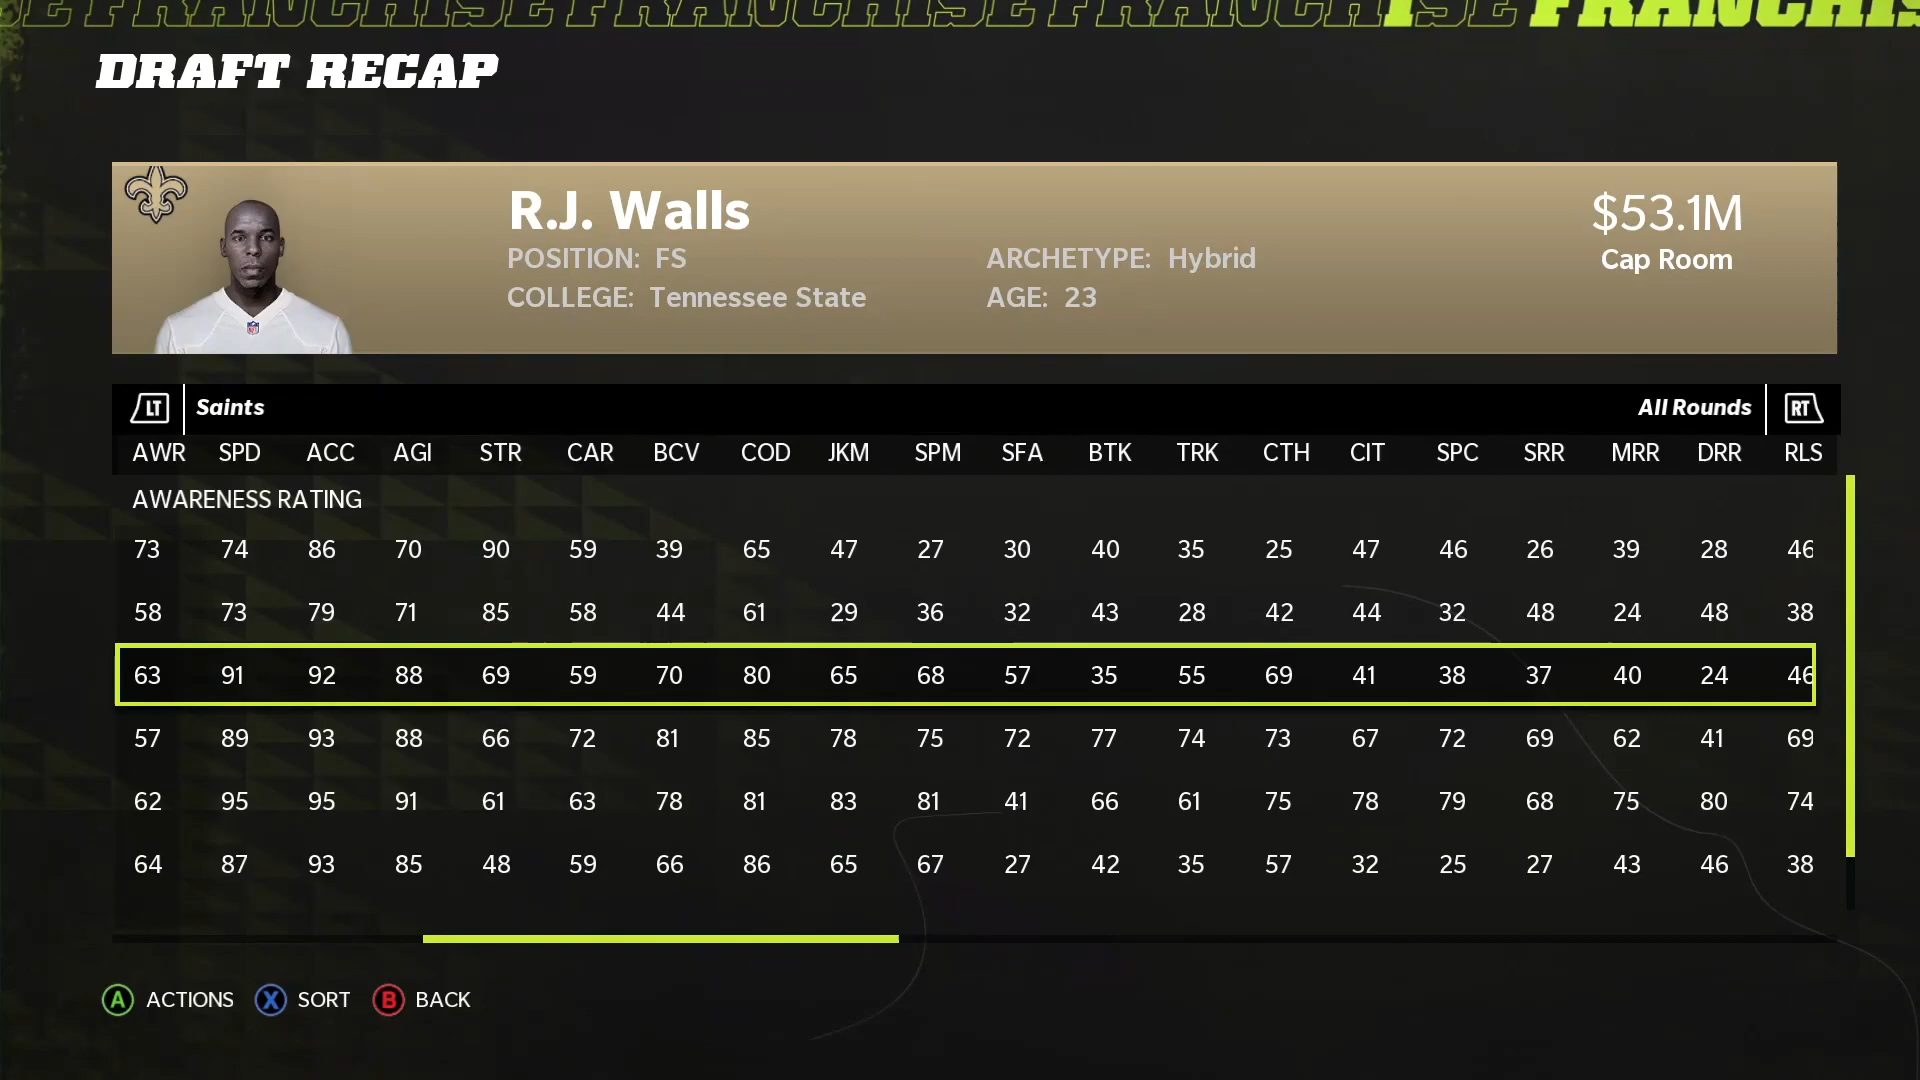 FRANCHISE FRANCHISE FRANCHISE FRANCHISE
DRAFT RECAP
R.J. Walls
POSITION: FS
ARCHETYPE: Hybrid
COLLEGE: Tennessee State
AGE: 23
$53.1M
Cap Room
LT Saints All Rounds RT
AWR SPD ACC AGI STR CAR BCV COD JKM SPM SFA BTK TRK CTH CIT SPC SRR MRR DRR RLS
AWARENESS RATING
73 74 86 70 90 59 39 65 47 27 30 40 35 25 47 46 26 39 28 46
58 73 79 71 85 58 44 61 29 36 32 43 28 42 44 32 48 24 48 38
63 91 92 88 69 59 70 80 65 68 57 35 55 69 41 38 37 40 24 46
57 89 93 88 66 72 81 85 78 75 72 77 74 73 67 72 69 62 41 69
62 95 95 91 61 63 78 81 83 81 41 66 61 75 78 79 68 75 80 74
64 87 93 85 48 59 66 86 65 67 27 42 35 57 32 25 27 43 46 38
A ACTIONS X SORT B BACK